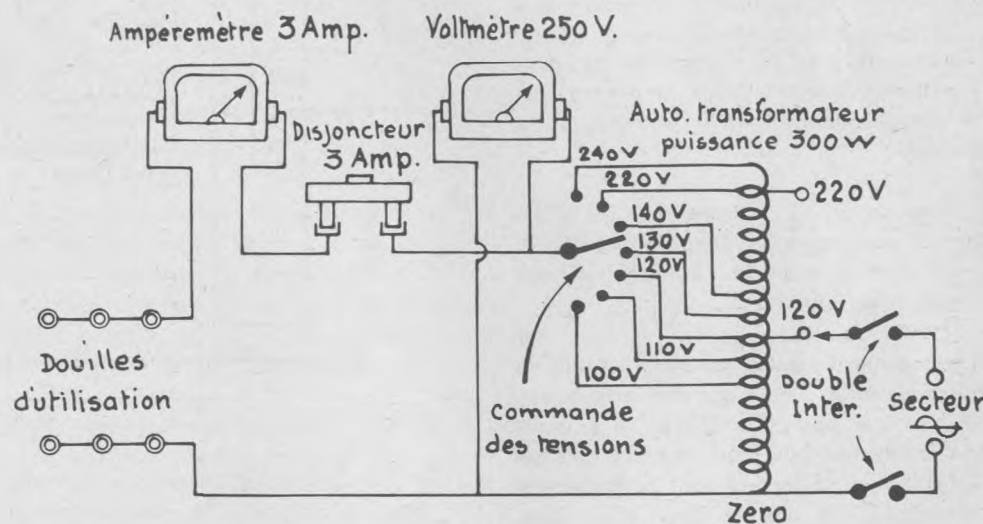 Ampèremètre 3 Amp.
Voltmètre 250 V.
Disjoncteur
3 Amp.
Auto. transformateur
puissance 300 W
240 V
220 V
220 V
140 V
130 V
120 V
120 V
110 V
100 V
Douilles
d'utilisation
Commande
des tensions
Double
Inter.
Secteur
Zero